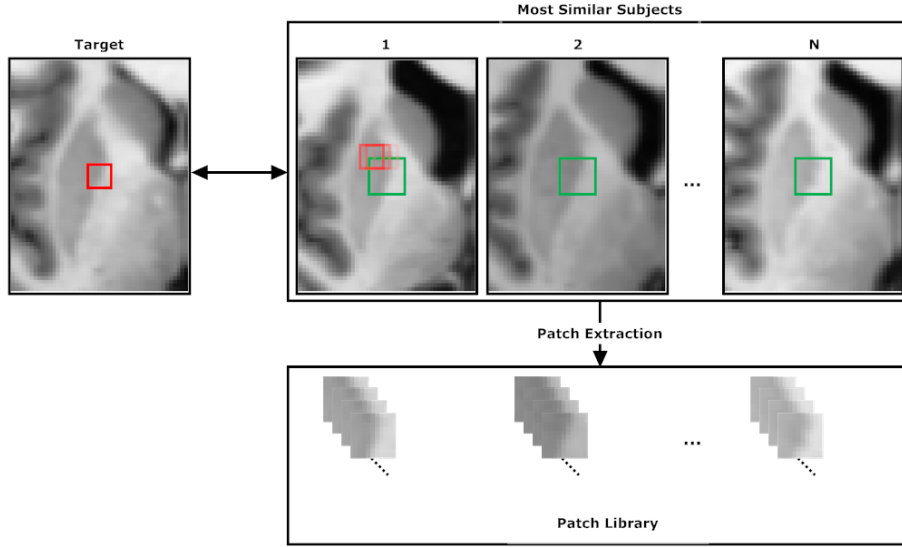 Most Similar Subjects
Target
1
2
N
...
Patch Extraction
...
Patch Library